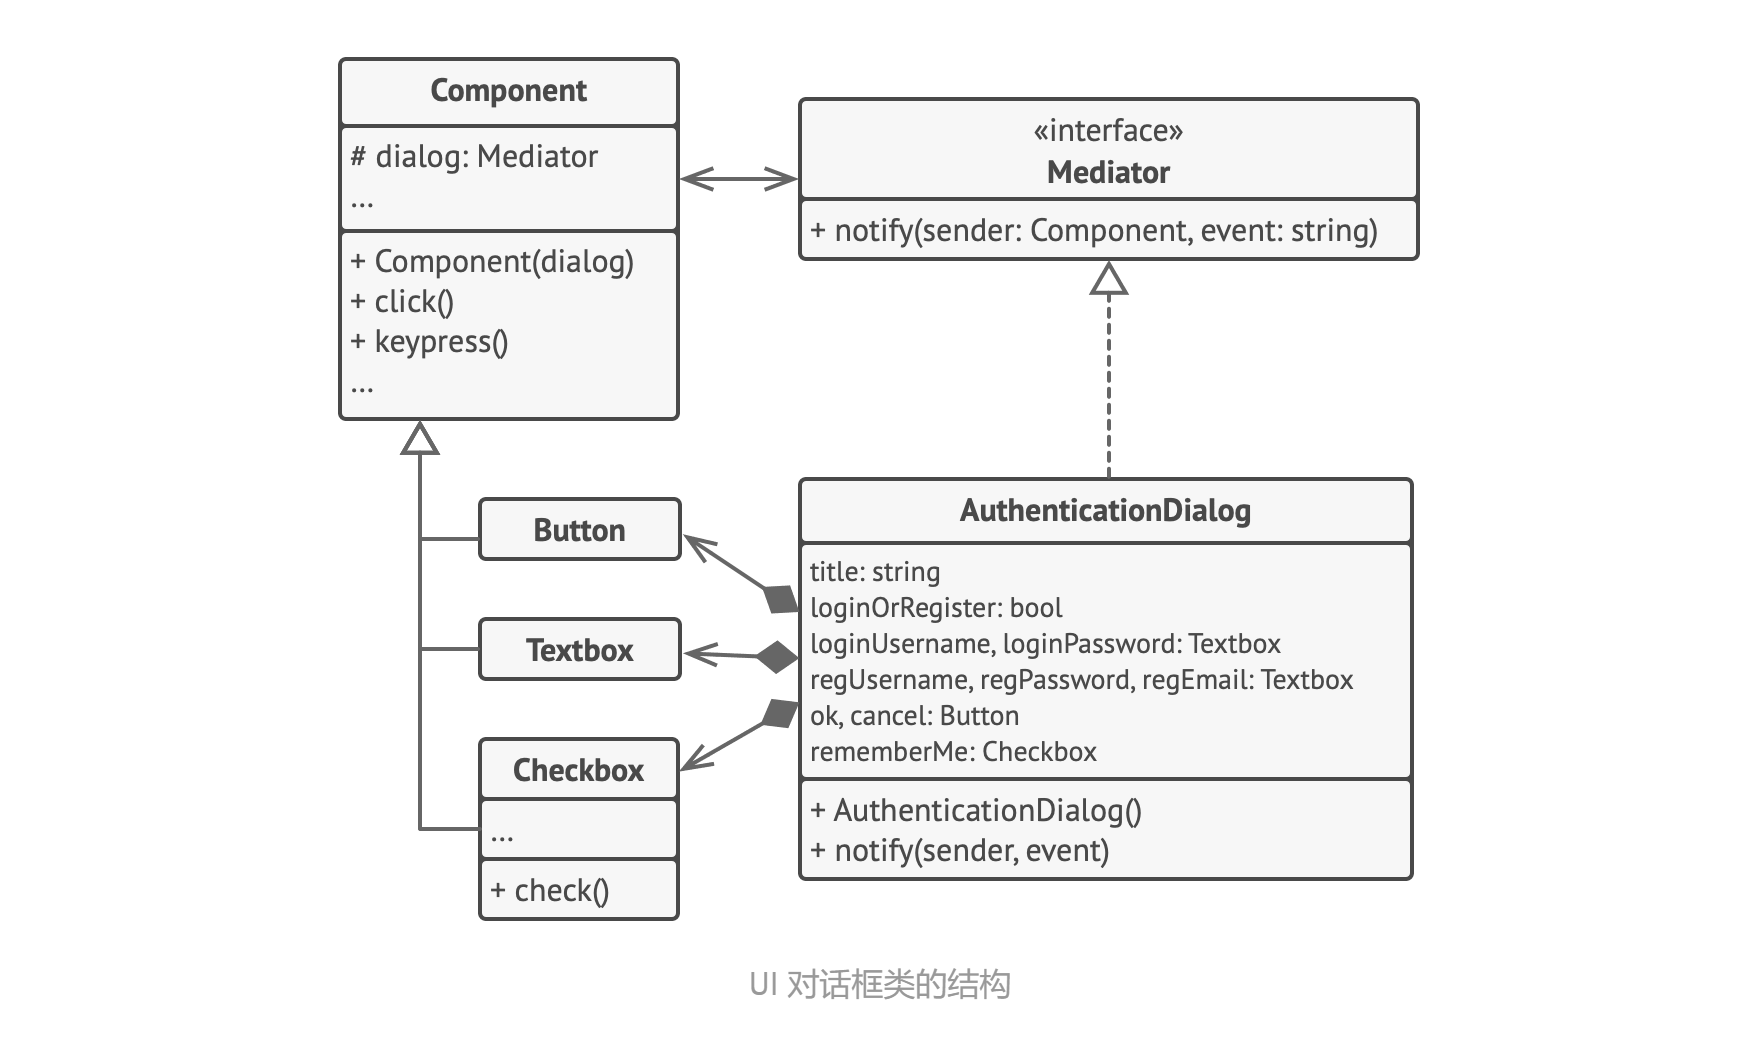 Component
# dialog: Mediator
...
+ Component(dialog)
+ click()
+ keypress()
...
«interface»
Mediator
+ notify(sender: Component, event: string)
Button
Textbox
Checkbox
...
+ check()
AuthenticationDialog
title: string
loginOrRegister: bool
loginUsername, loginPassword: Textbox
regUsername, regPassword, regEmail: Textbox
ok, cancel: Button
rememberMe: Checkbox
+ AuthenticationDialog()
+ notify(sender, event)
UI 对话框类的结构